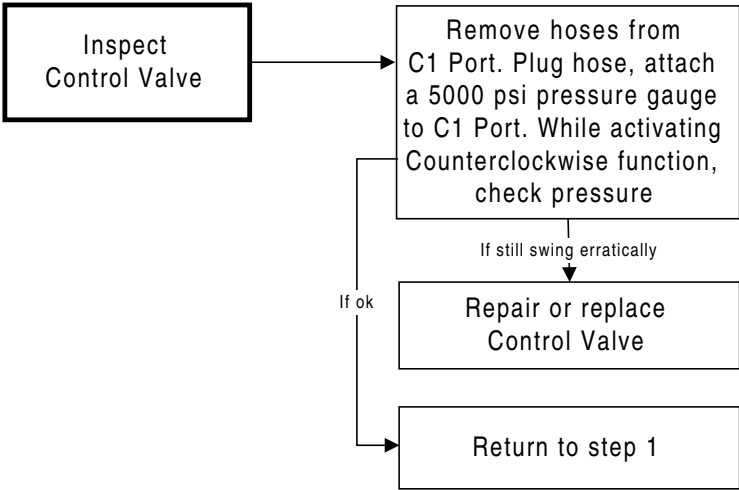 Inspect
Control Valve
Remove hoses from
C1 Port. Plug hose, attach
a 5000 psi pressure gauge
to C1 Port. While activating
Counterclockwise function,
check pressure
If still swing erratically
If ok
Repair or replace
Control Valve
Return to step 1